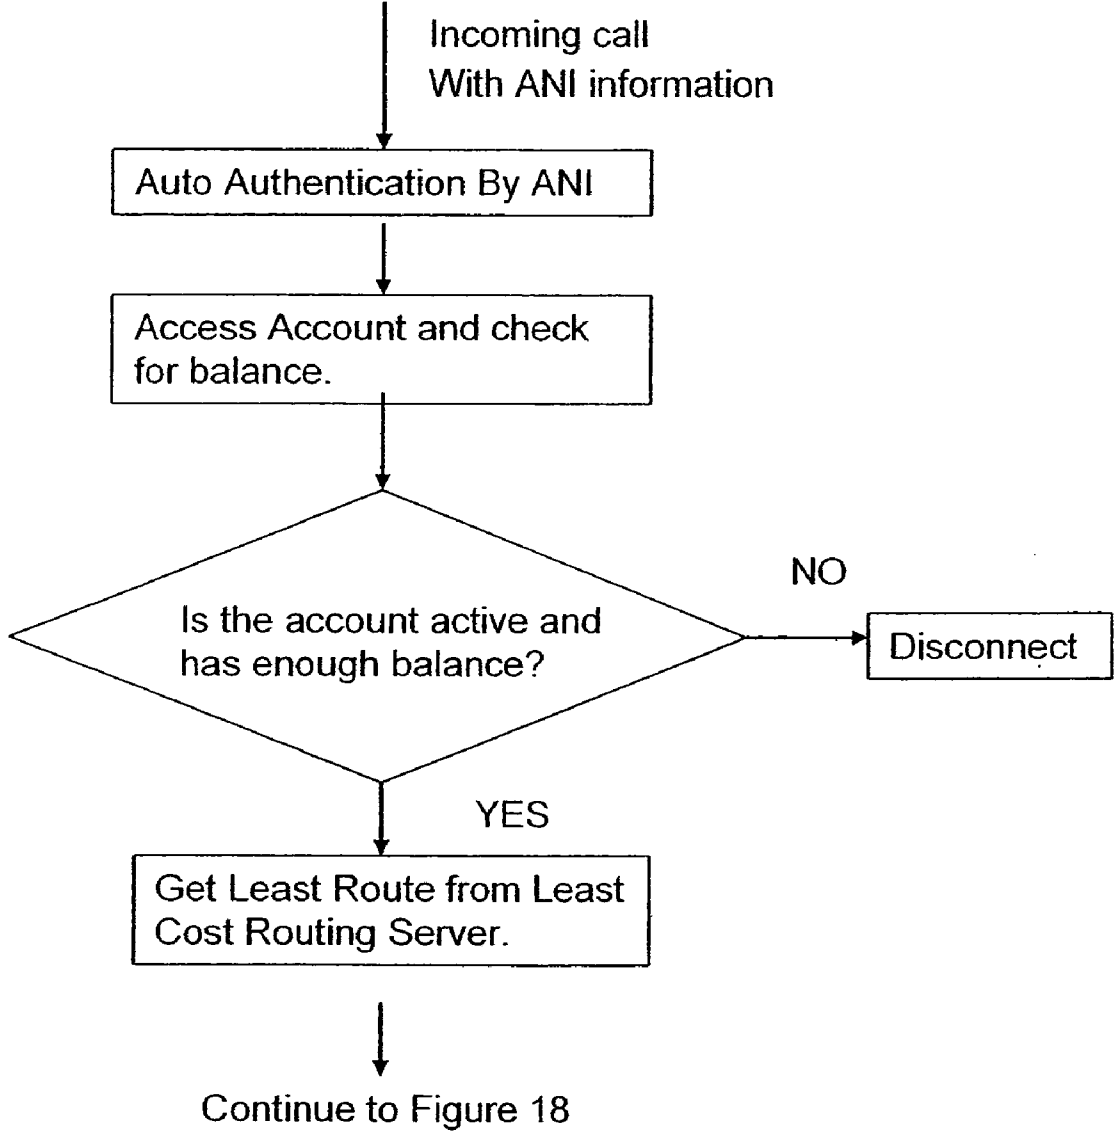 Incoming call
With ANI information
Auto Authentication By ANI
Access Account and check
for balance.
Is the account active and
has enough balance?
NO
Disconnect
YES
Get Least Route from Least
Cost Routing Server.
Continue to Figure 18